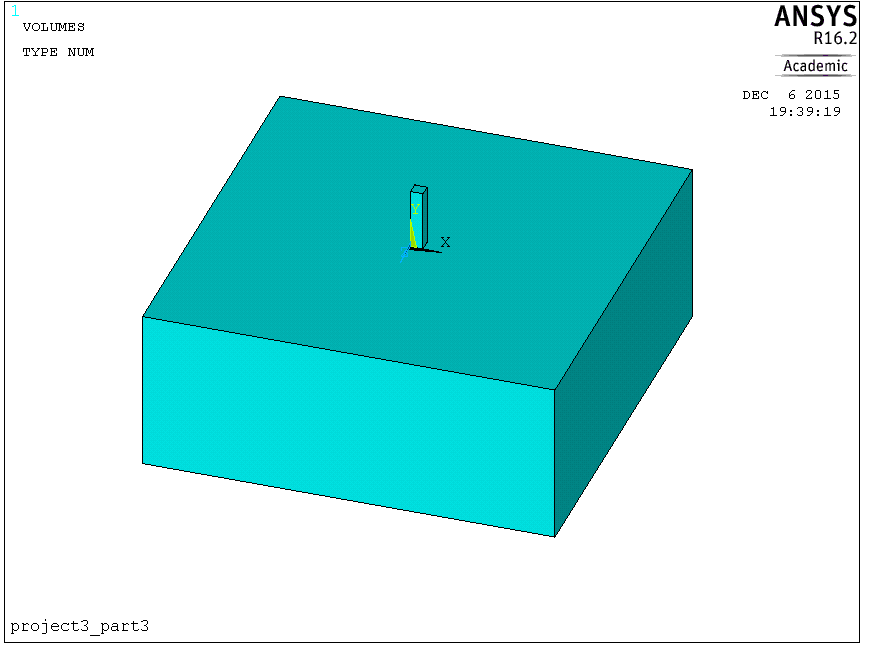 1
VOLUMES
TYPE NUM
ANSYS
R16.2
Academic
DEC  6 2015
19:39:19
Y
X
project3_part3